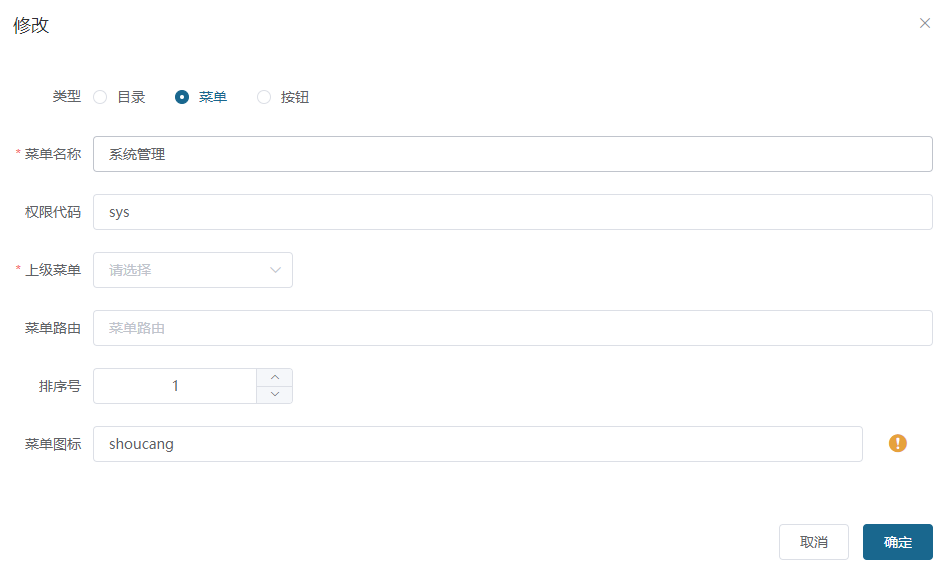 修改
类型 目录 菜单 按钮
* 菜单名称 系统管理
权限代码 sys
* 上级菜单 请选择
菜单路由 菜单路由
排序号 1
菜单图标 shoucang
取消 确定